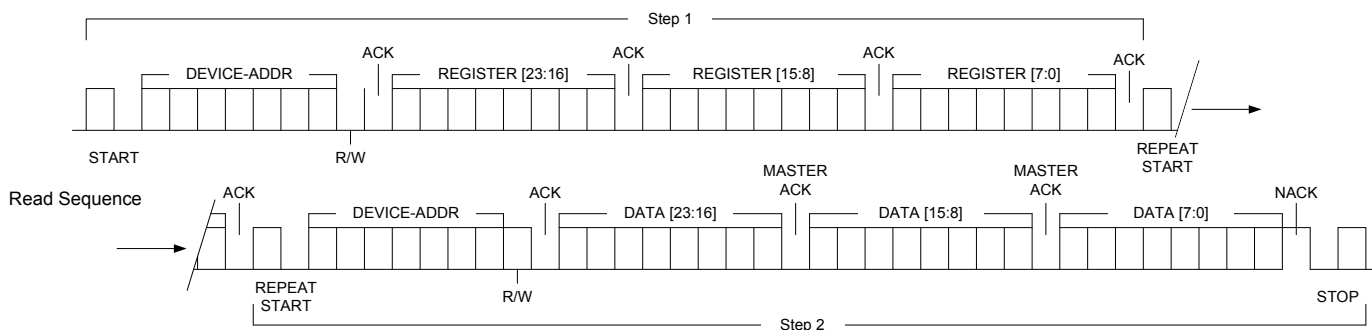 Step 1
ACK ACK ACK ACK
DEVICE-ADDR REGISTER [23:16] REGISTER [15:8] REGISTER [7:0]
START R/W REPEAT
START
MASTER MASTER
Read Sequence ACK ACK ACK ACK NACK
DEVICE-ADDR DATA [23:16] DATA [15:8] DATA [7:0]
REPEAT R/W STOP
START
Step 2